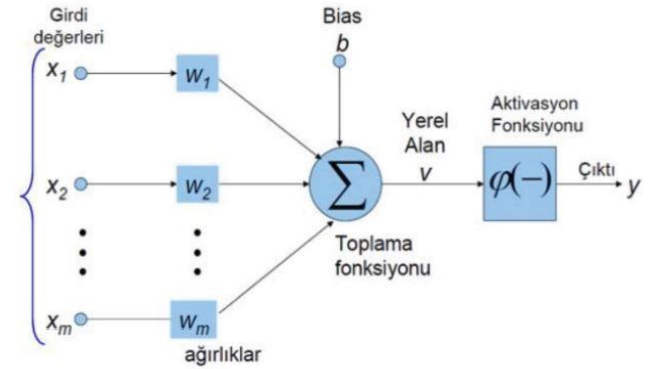 Girdi
değerleri
Bias
b
x1
w1
Yerel
Alan
v
Aktivasyon
Fonksiyonu
x2
w2
Σ
φ(−)
Çıktı
y
Toplama
fonksiyonu
xm
wm
ağırlıklar